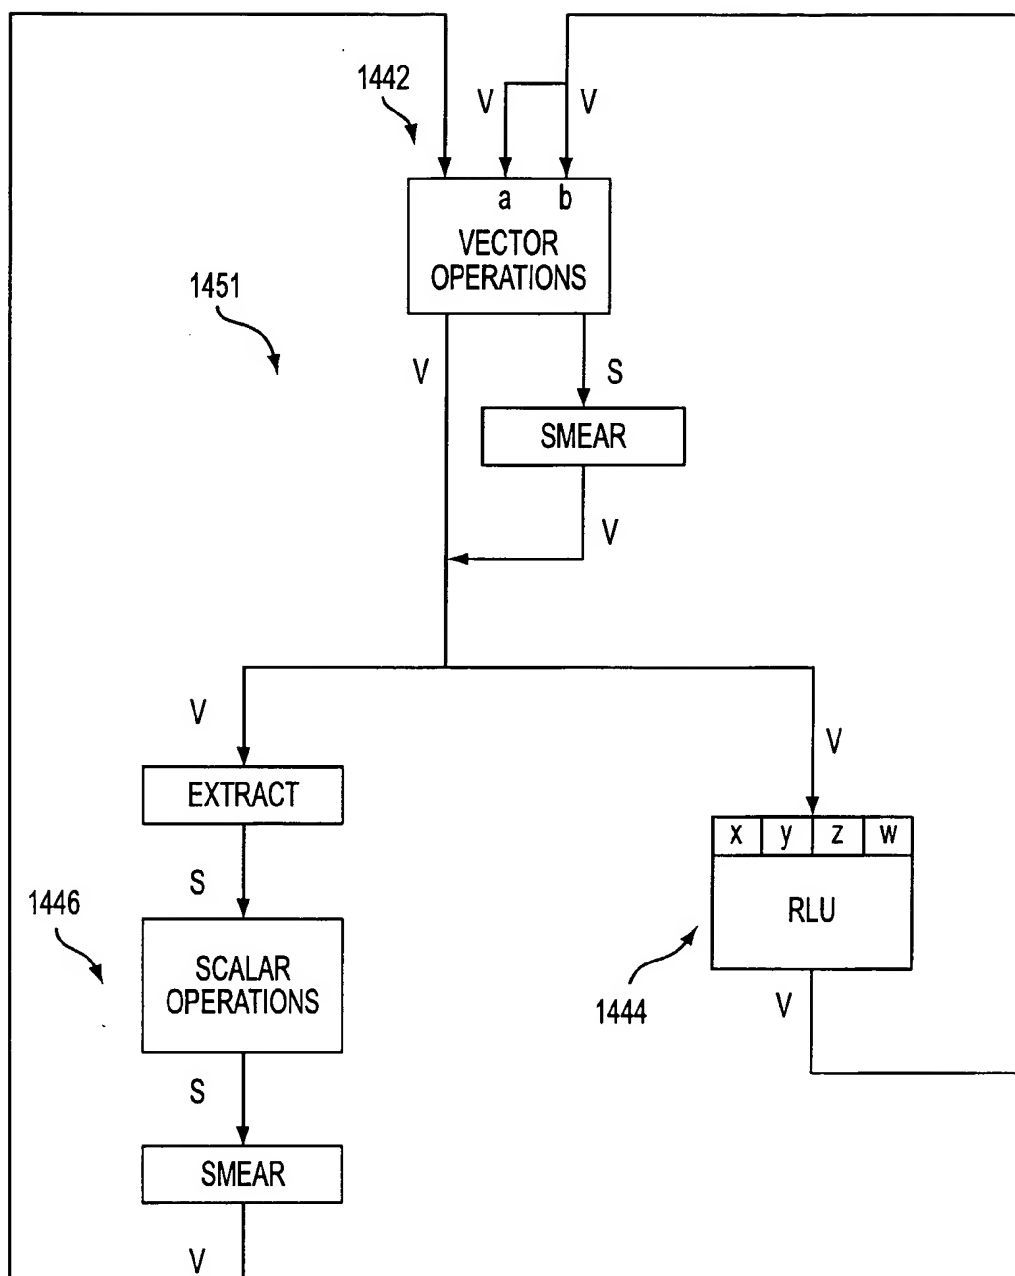 1442
V
V
a
b
VECTOR
OPERATIONS
1451
V
S
SMEAR
V
V
V
EXTRACT
x
y
z
w
S
RLU
1446
SCALAR
OPERATIONS
1444
V
S
SMEAR
V